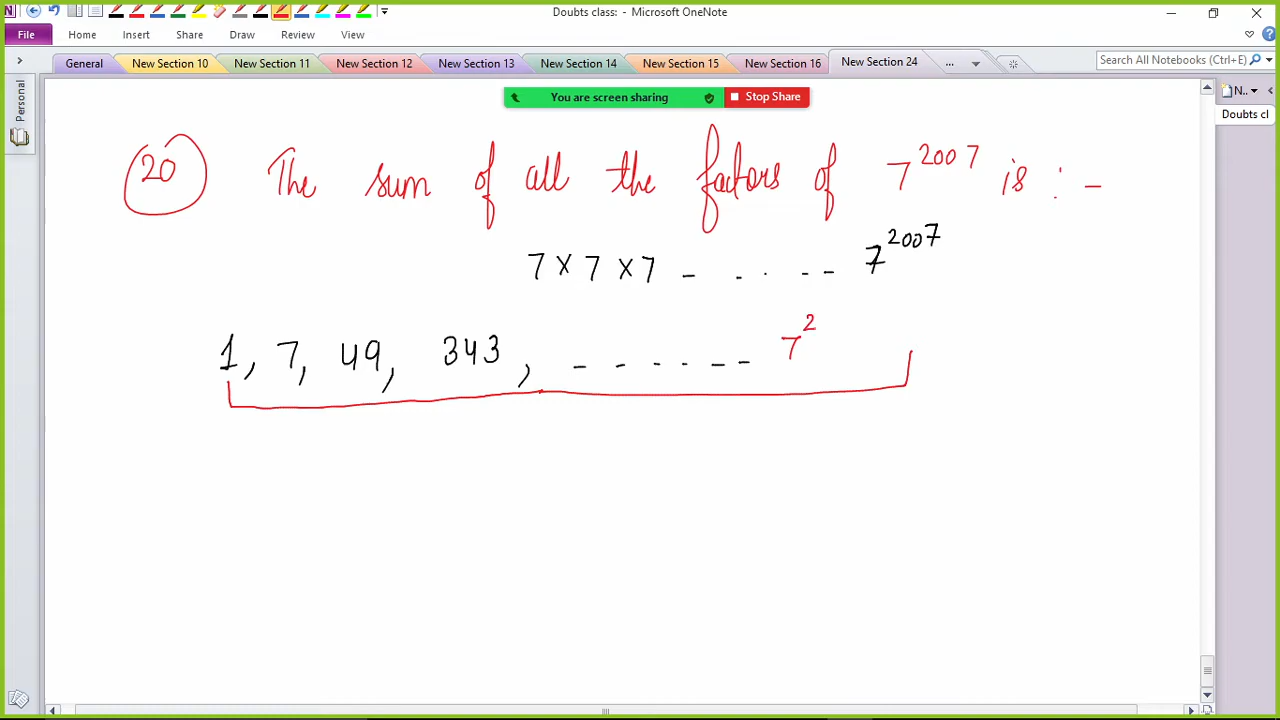 Doubts class: - Microsoft OneNote
File Home Insert Share Draw Review View
General New Section 10 New Section 11 New Section 12 New Section 13 New Section 14 New Section 15 New Section 16 New Section 24 ... Search All Notebooks (Ctrl+E)
Personal
N..
You are screen sharing Stop Share
Doubts cl
20 The sum of all the factors of 7^2007 is : -
7 × 7 × 7 - - . - - 7^2007
1, 7, 49, 343, - - - - - - 7^2